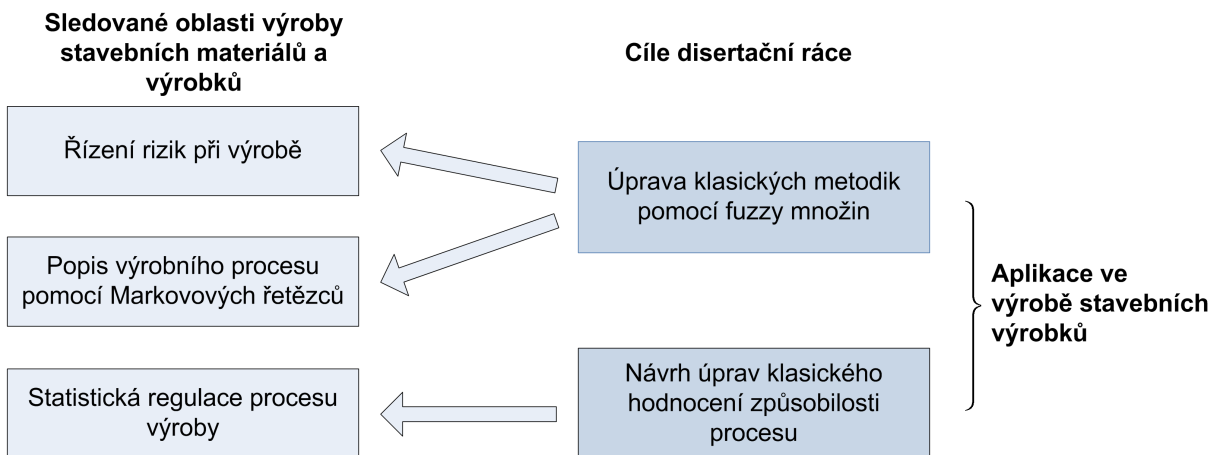 Sledované oblasti výroby
stavebních materiálů a
výrobků
Řízení rizik při výrobě
Popis výrobního procesu
pomocí Markovových řetězců
Statistická regulace procesu
výroby
Cíle disertační ráce
Úprava klasických metodik
pomocí fuzzy množin
Návrh úprav klasického
hodnocení způsobilosti
procesu
Aplikace ve
výrobě stavebních
výrobků